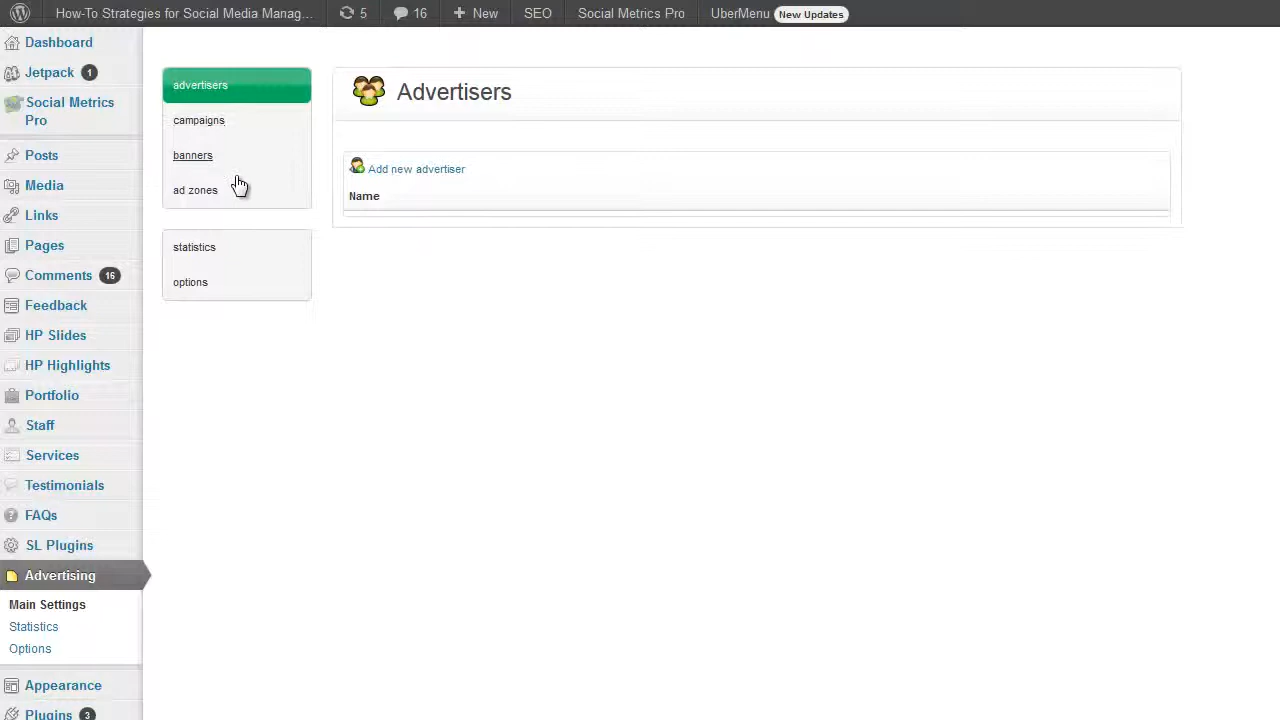 How-To Strategies for Social Media Manag... 5 16 New SEO Social Metrics Pro UberMenu New Updates
Dashboard
Jetpack 1
Social Metrics
Pro
Posts
Media
Links
Pages
Comments 16
Feedback
HP Slides
HP Highlights
Portfolio
Staff
Services
Testimonials
FAQs
SL Plugins
Advertising
Main Settings
Statistics
Options
Appearance
Plugins 3
advertisers
campaigns
banners
ad zones
statistics
options
Advertisers
Add new advertiser
Name